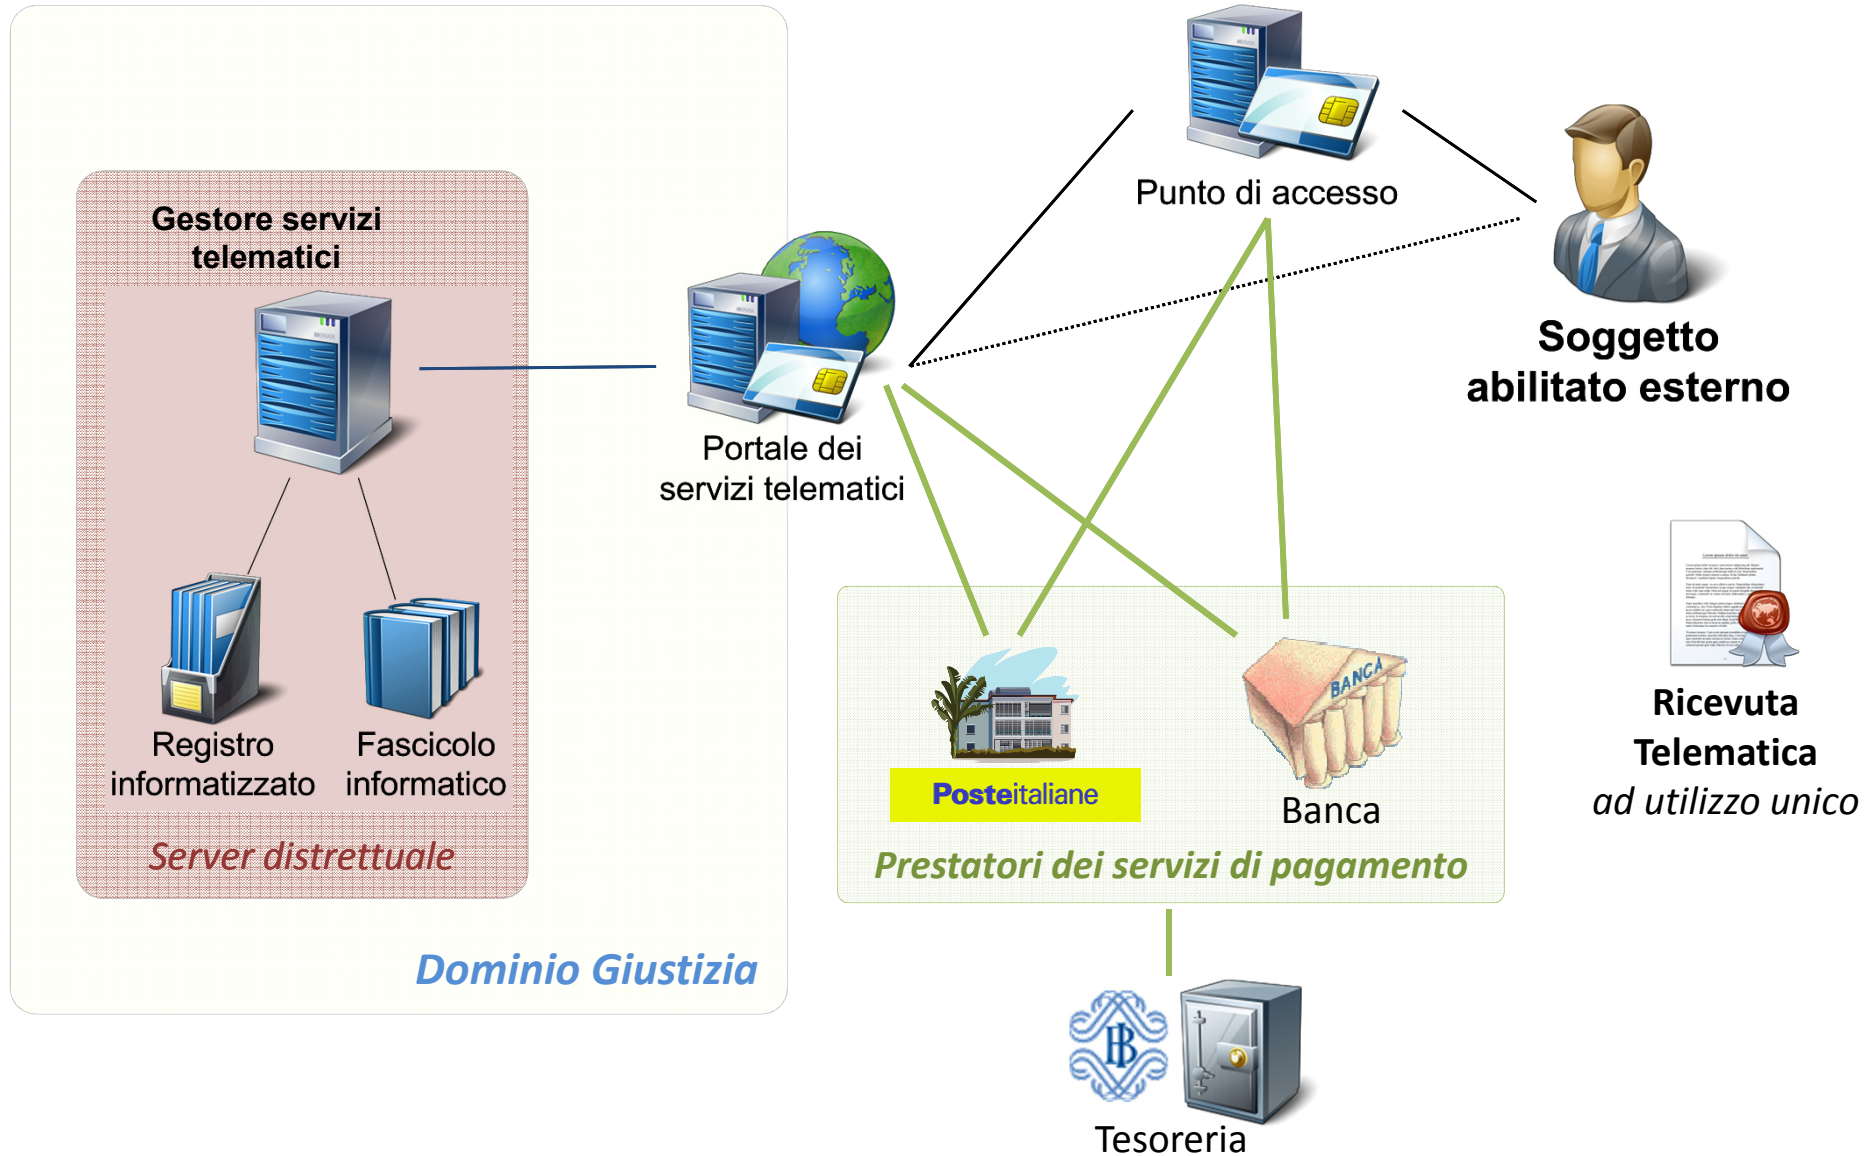 Punto di accesso
Gestore servizi
telematici
Soggetto
abilitato esterno
Portale dei
servizi telematici
Registro
informatizzato
Fascicolo
informatico
Server distrettuale
Dominio Giustizia
BANCA
Posteitaliane
Banca
Prestatori dei servizi di pagamento
Ricevuta
Telematica
ad utilizzo unico
Tesoreria